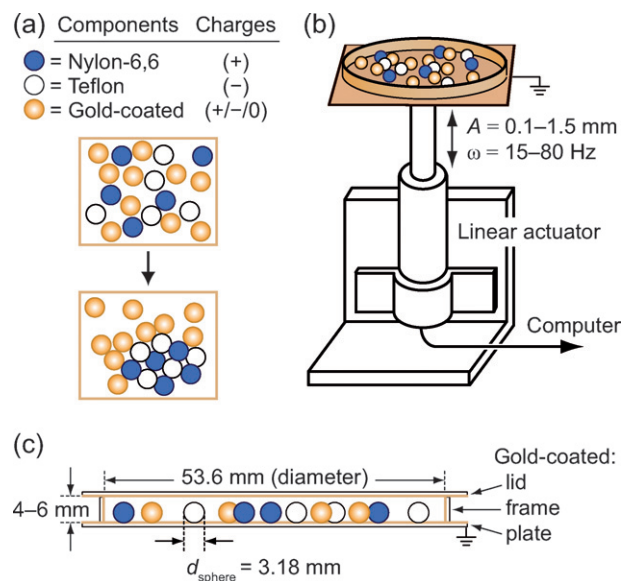 (a) Components Charges
= Nylon-6,6 (+)
= Teflon (−)
= Gold-coated (+/−/0)
(b)
A = 0.1–1.5 mm
ω = 15–80 Hz
Linear actuator
Computer
(c)
Gold-coated:
53.6 mm (diameter)
lid
4–6 mm
frame
plate
dsphere = 3.18 mm